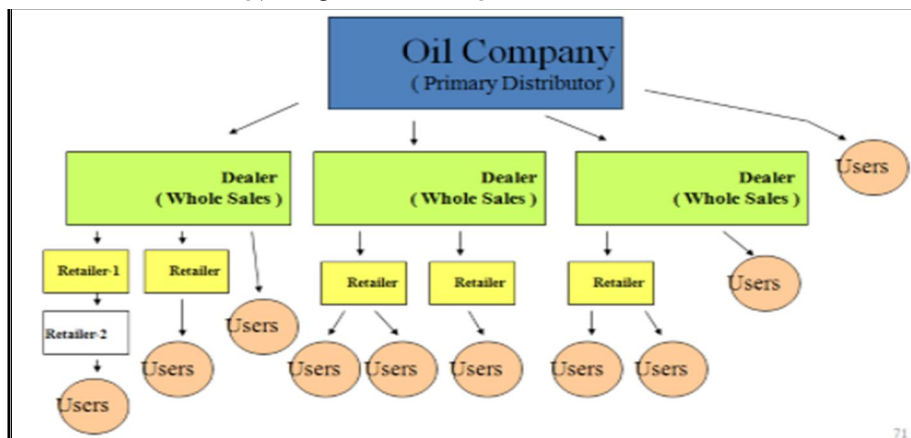 Oil Company
( Primary Distributor )
Users
Dealer
( Whole Sales )
Dealer
( Whole Sales )
Dealer
( Whole Sales )
Retailer-1
Retailer
Retailer
Retailer
Retailer
Users
Users
Retailer-2
Users
Users
Users
Users
Users
Users
Users
71